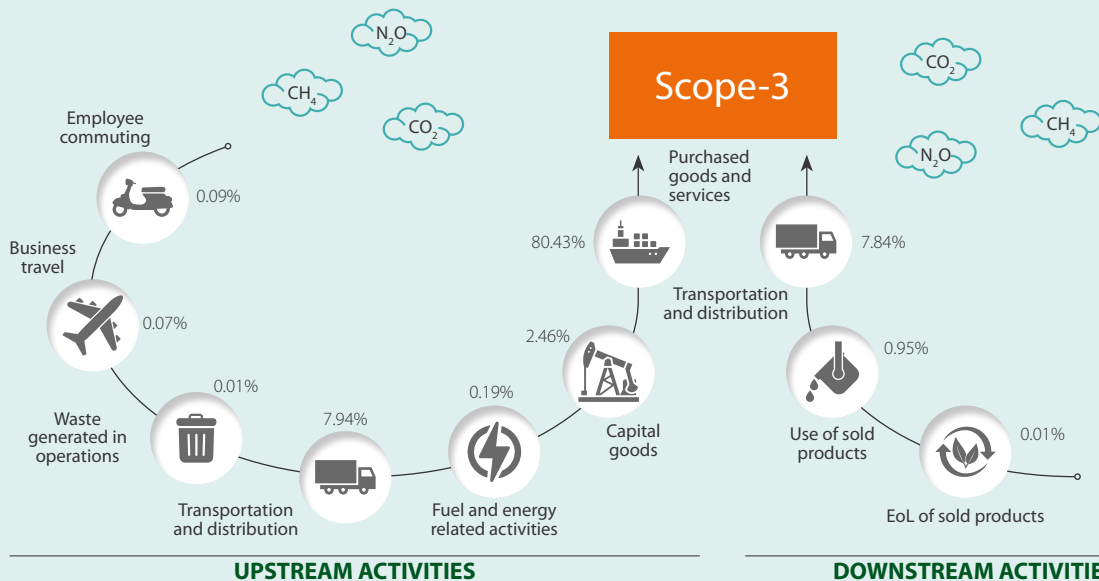 N₂O
CH₄
CO₂
Scope-3
CO₂
CH₄
N₂O
Employee
commuting
0.09%
Business
travel
0.07%
Waste
generated in
operations
0.01%
Transportation
and distribution
7.94%
Fuel and energy
related activities
0.19%
Capital
goods
2.46%
Purchased
goods and
services
80.43%
Transportation
and distribution
7.84%
Use of sold
products
0.95%
EoL of sold products
0.01%
UPSTREAM ACTIVITIES
DOWNSTREAM ACTIVITIE